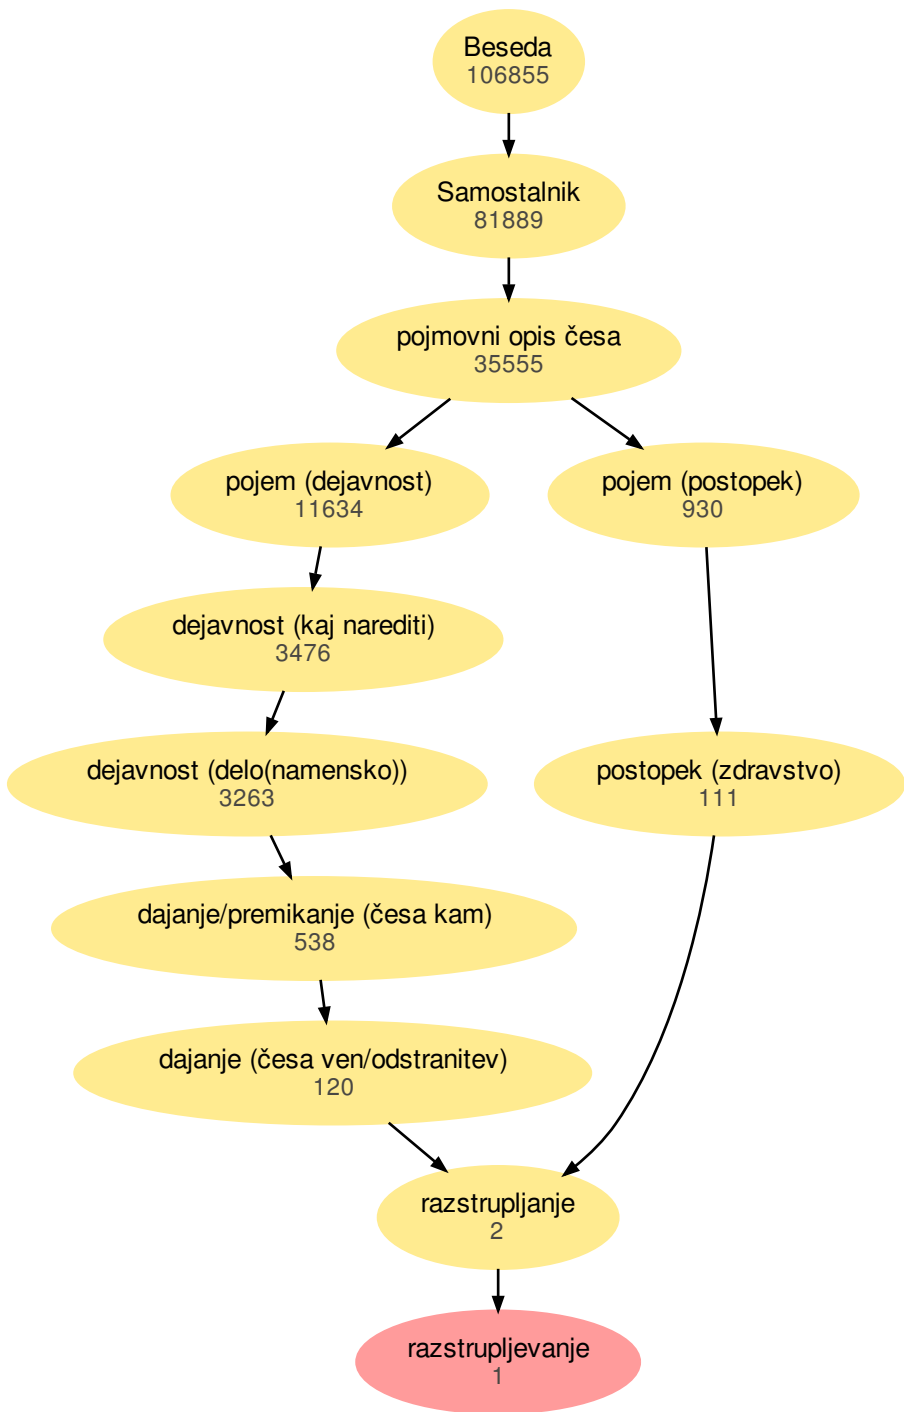 Beseda
106855
Samostalnik
81889
pojmovni opis česa
35555
pojem (dejavnost)
11634
pojem (postopek)
930
dejavnost (kaj narediti)
3476
dejavnost (delo(namensko))
3263
postopek (zdravstvo)
111
dajanje/premikanje (česa kam)
538
dajanje (česa ven/odstranitev)
120
razstrupljanje
2
razstrupljevanje
1